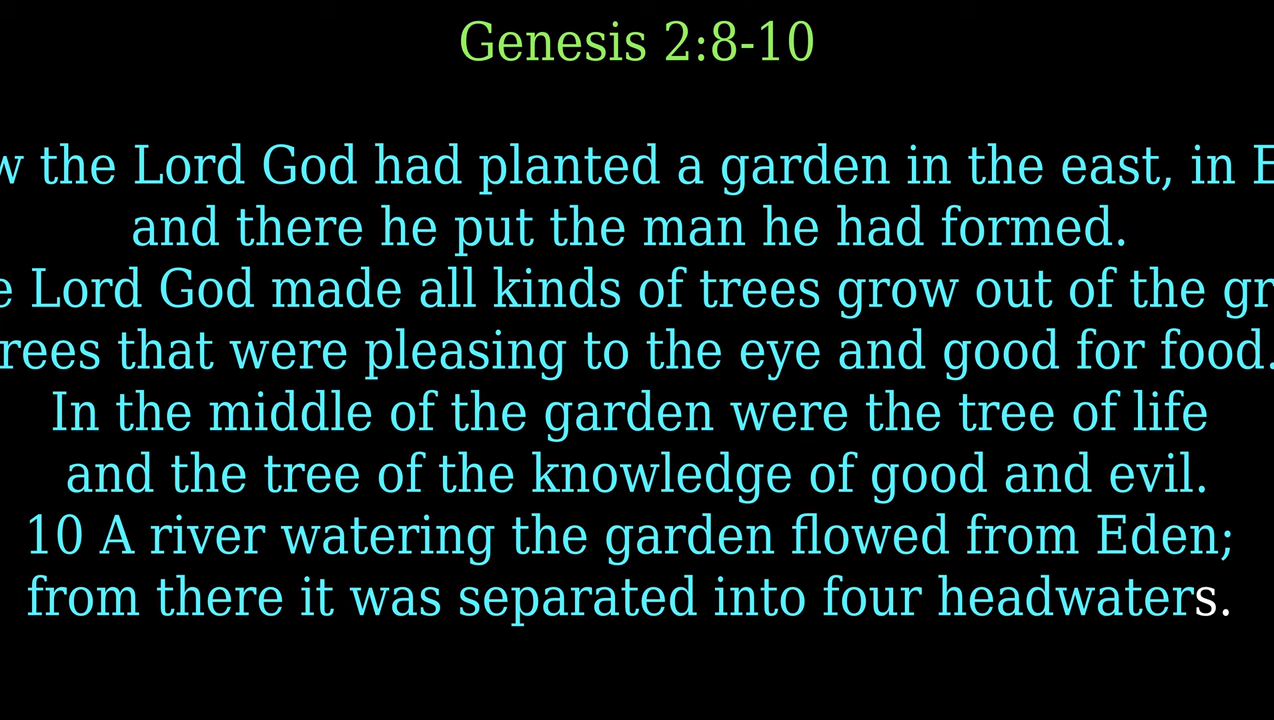 Genesis 2:8-10
the Lord God had planted a garden in the east, in
and there he put the man he had formed.
Lord God made all kinds of trees grow out of the
that were pleasing to the eye and good for food.
In the middle of the garden were the tree of life
and the tree of the knowledge of good and evil.
10 A river watering the garden flowed from Eden;
from there it was separated into four headwaters.